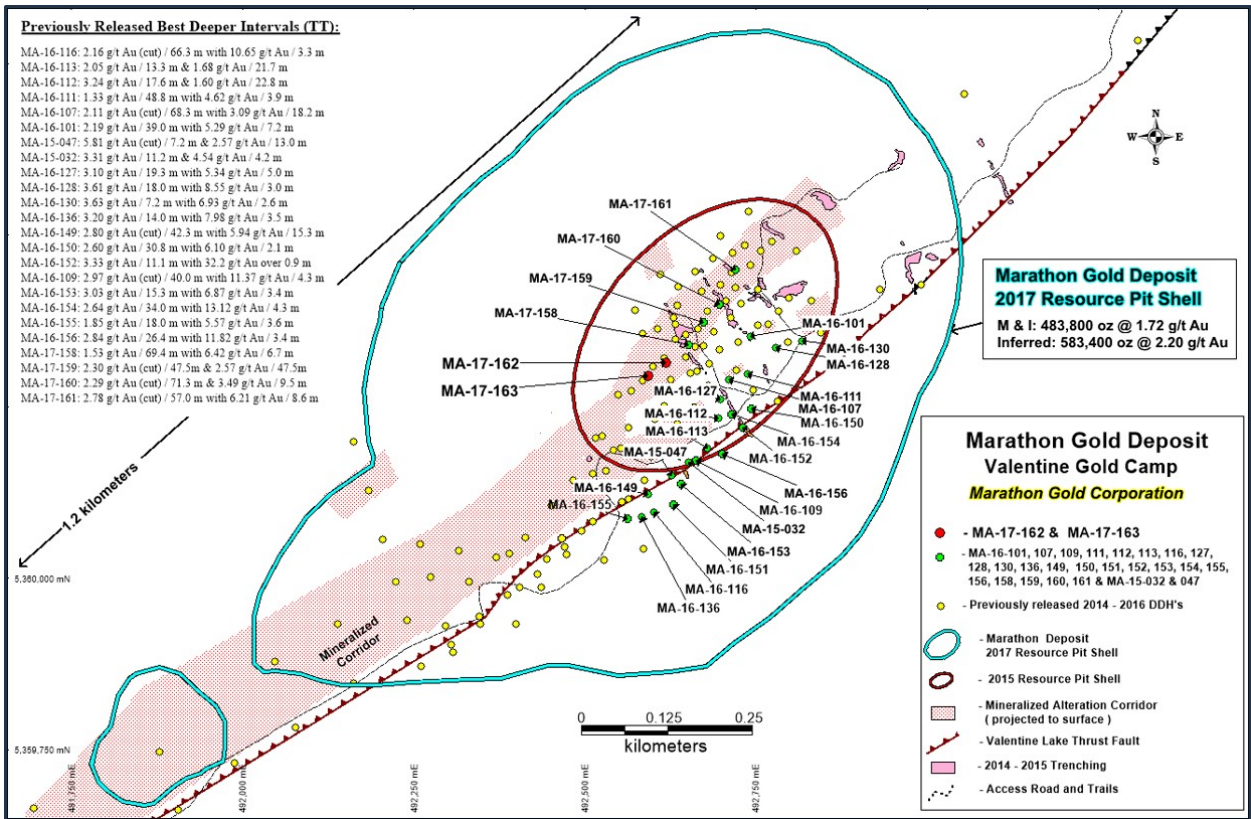 Previously Released Best Deeper Intervals (TT):
MA-16-116: 2.16 g/t Au (cut) / 66.3 m with 10.65 g/t Au / 3.3 m
MA-16-113: 2.05 g/t Au / 13.3 m & 1.68 g/t Au / 21.7 m
MA-16-112: 3.24 g/t Au / 17.6 m & 1.60 g/t Au / 22.8 m
MA-16-111: 1.33 g/t Au / 48.8 m with 4.62 g/t Au / 3.9 m
MA-16-107: 2.11 g/t Au (cut) / 68.3 m with 3.09 g/t Au / 18.2 m
MA-16-101: 2.19 g/t Au / 39.0 m with 5.29 g/t Au / 7.2 m
MA-15-047: 5.81 g/t Au (cut) / 7.2 m & 2.57 g/t Au / 13.0 m
MA-15-032: 3.31 g/t Au / 11.2 m & 4.54 g/t Au / 4.2 m
MA-16-127: 3.10 g/t Au / 19.3 m with 5.34 g/t Au / 5.0 m
MA-16-128: 3.61 g/t Au / 18.0 m with 8.55 g/t Au / 3.0 m
MA-16-130: 3.63 g/t Au / 7.2 m with 6.93 g/t Au / 2.6 m
MA-16-136: 3.20 g/t Au / 14.0 m with 7.98 g/t Au / 3.5 m
MA-16-149: 2.80 g/t Au (cut) / 42.3 m with 5.94 g/t Au / 15.3 m
MA-16-150: 2.60 g/t Au / 30.8 m with 6.10 g/t Au / 2.1 m
MA-16-152: 3.33 g/t Au / 11.1 m with 32.2 g/t Au over 0.9 m
MA-16-109: 2.97 g/t Au (cut) / 40.0 m with 11.37 g/t Au / 4.3 m
MA-16-153: 3.03 g/t Au / 15.3 m with 6.87 g/t Au / 3.4 m
MA-16-154: 2.64 g/t Au / 34.0 m with 13.12 g/t Au / 4.3 m
MA-16-155: 1.85 g/t Au / 18.0 m with 5.57 g/t Au / 3.6 m
MA-16-156: 2.84 g/t Au / 26.4 m with 11.82 g/t Au / 3.4 m
MA-17-158: 1.53 g/t Au / 69.4 m with 6.42 g/t Au / 6.7 m
MA-17-159: 2.30 g/t Au (cut) / 47.5m & 2.57 g/t Au / 47.5m
MA-17-160: 2.29 g/t Au (cut) / 71.3 m & 3.49 g/t Au / 9.5 m
MA-17-161: 2.78 g/t Au (cut) / 57.0 m with 6.21 g/t Au / 8.6 m
N
W E
S
MA-17-161
MA-17-160
MA-17-159
MA-17-158
MA-17-162
MA-17-163
MA-16-101
MA-16-130
MA-16-128
MA-16-127
MA-16-111
MA-16-107
MA-16-112
MA-16-150
MA-16-113
MA-16-154
MA-15-047
MA-16-152
MA-16-149
MA-16-156
MA-16-155
MA-16-109
MA-15-032
MA-16-153
MA-16-151
MA-16-116
MA-16-136
1.2 kilometers
Mineralized
Corridor
5,360,000 mN
5,359,750 mN
491,750 mE
492,000 mE
492,250 mE
492,500 mE
492,750 mE
0 0.125 0.25
kilometers
Marathon Gold Deposit
2017 Resource Pit Shell
M & I: 483,800 oz @ 1.72 g/t Au
Inferred: 583,400 oz @ 2.20 g/t Au
Marathon Gold Deposit
Valentine Gold Camp
Marathon Gold Corporation
- MA-17-162 & MA-17-163
- MA-16-101, 107, 109, 111, 112, 113, 116, 127,
128, 130, 136, 149, 150, 151, 152, 153, 154, 155,
156, 158, 159, 160, 161 & MA-15-032 & 047
- Previously released 2014 - 2016 DDH's
- Marathon Deposit
2017 Resource Pit Shell
- 2015 Resource Pit Shell
- Mineralized Alteration Corridor
( projected to surface )
- Valentine Lake Thrust Fault
- 2014 - 2015 Trenching
- Access Road and Trails